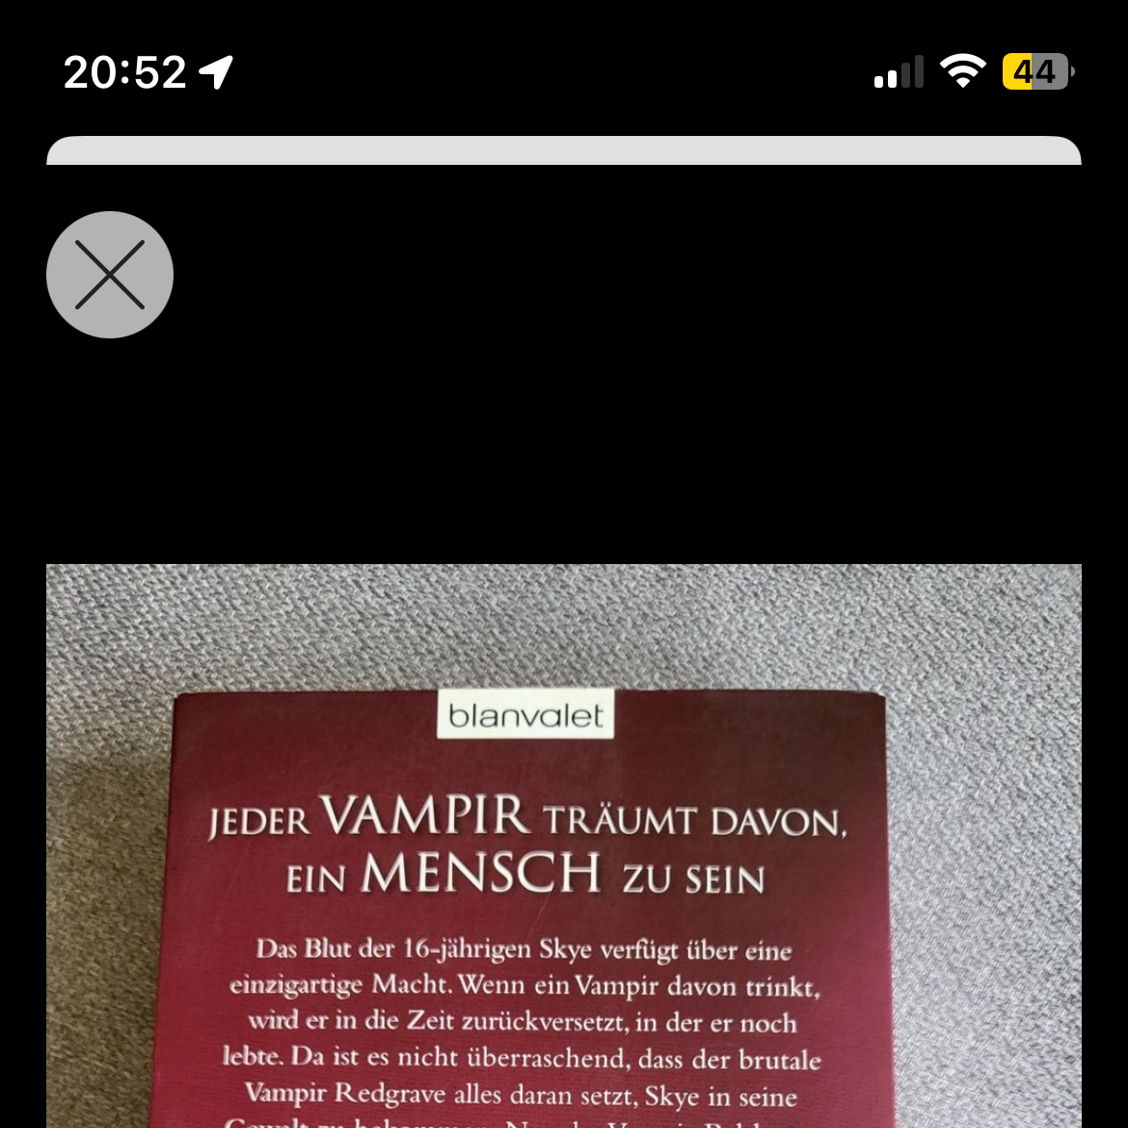 20:52
44
blanvalet
JEDER VAMPIR TRÄUMT DAVON,
EIN MENSCH ZU SEIN
Das Blut der 16-jährigen Skye verfügt über eine
einzigartige Macht. Wenn ein Vampir davon trinkt,
wird er in die Zeit zurückversetzt, in der er noch
lebte. Da ist es nicht überraschend, dass der brutale
Vampir Redgrave alles daran setzt, Skye in seine